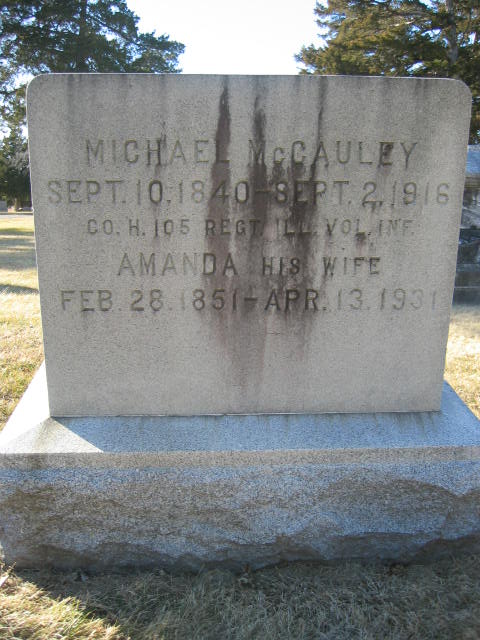 MICHAEL McCAULEY
SEPT. 10, 1840 - SEPT. 2, 1916
CO. H. 105 REGT. ILL. VOL. INF.
AMANDA HIS WIFE
FEB. 28. 1851 - APR. 13. 1931